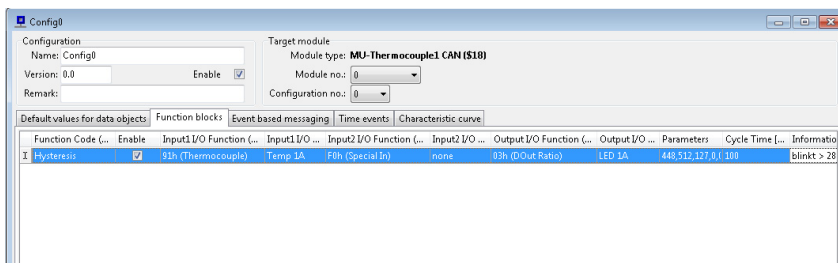 Config0
Configuration
Name: Config0
Version: 0.0 Enable
Remark:
Target module
Module type: MU-Thermocouple1 CAN ($18)
Module no.: 0
Configuration no.: 0
Default values for data objects Function blocks Event based messaging Time events Characteristic curve
Function Code (... Enable Input1 I/O Function (... Input1 I/O ... Input2 I/O Function (... Input2 I/O ... Output I/O Function (... Output I/O ... Parameters Cycle Time [... Informatio
Hysteresis 91h (Thermocouple) Temp 1A F0h (Special In) none 03h (DOut Ratio) LED 1A 448,512,127,0,( 100 blinkt > 28